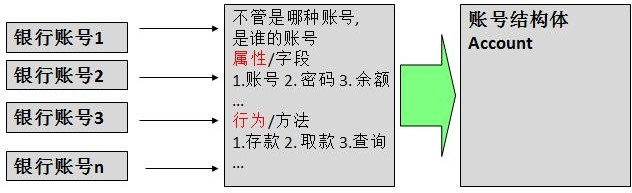 银行账号1
银行账号2
银行账号3
银行账号n
不管是哪种账号,
是谁的账号
属性/字段
1.账号 2.密码 3.余额
...
行为/方法
1.存款 2.取款 3.查询
...
账号结构体
Account